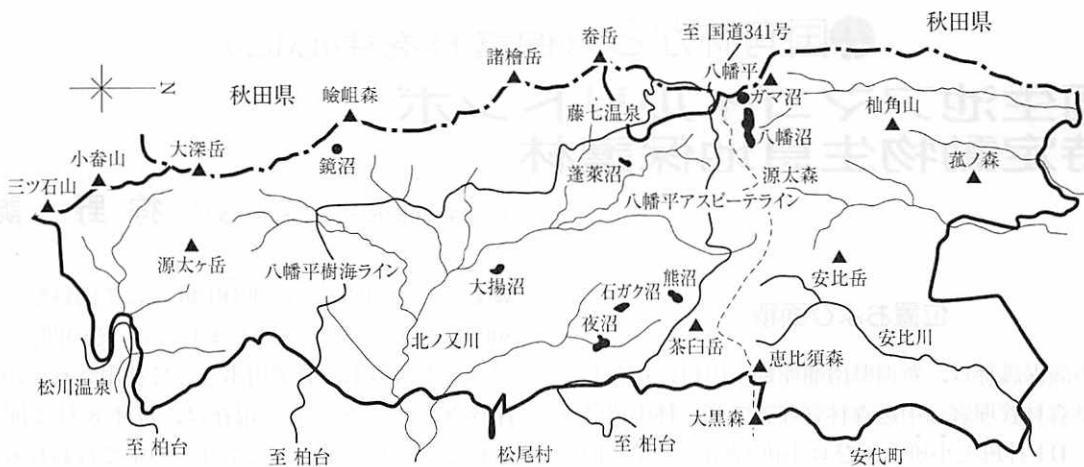 秋田県
至 国道341号
八幡平
諸檜岳
畚岳
ガマ沼
秋田県
嶮岨森
藤七温泉
杣角山
八幡沼
N
小畚山
大深岳
鏡沼
蓬莱沼
源太森
菰ノ森
三ツ石山
八幡平アスピーテライン
源太ヶ岳
八幡平樹海ライン
大揚沼
石ガク沼
熊沼
安比岳
夜沼
北ノ又川
茶臼岳
安比川
恵比須森
松川温泉
大黒森
至 柏台
至 柏台
松尾村
至 柏台
安代町